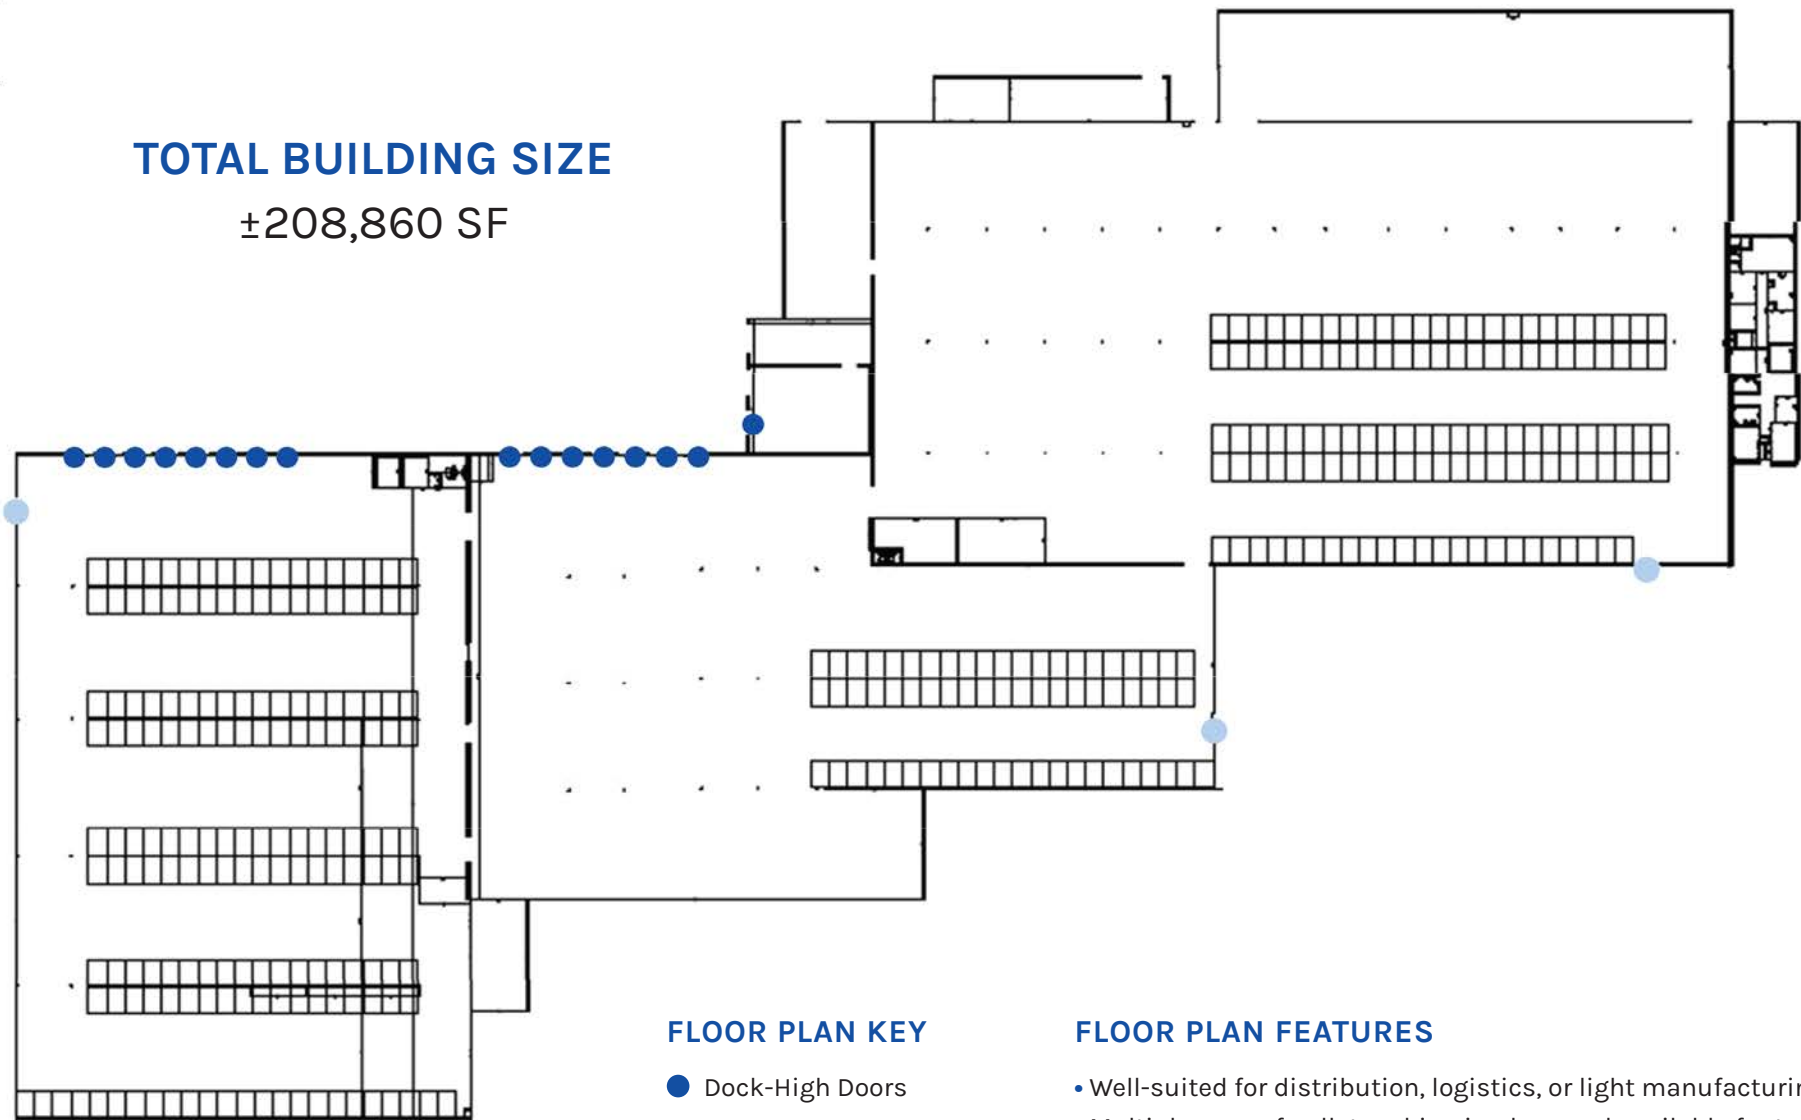 TOTAL BUILDING SIZE
±208,860 SF
FLOOR PLAN KEY
Dock-High Doors
FLOOR PLAN FEATURES
• Well-suited for distribution, logistics, or light